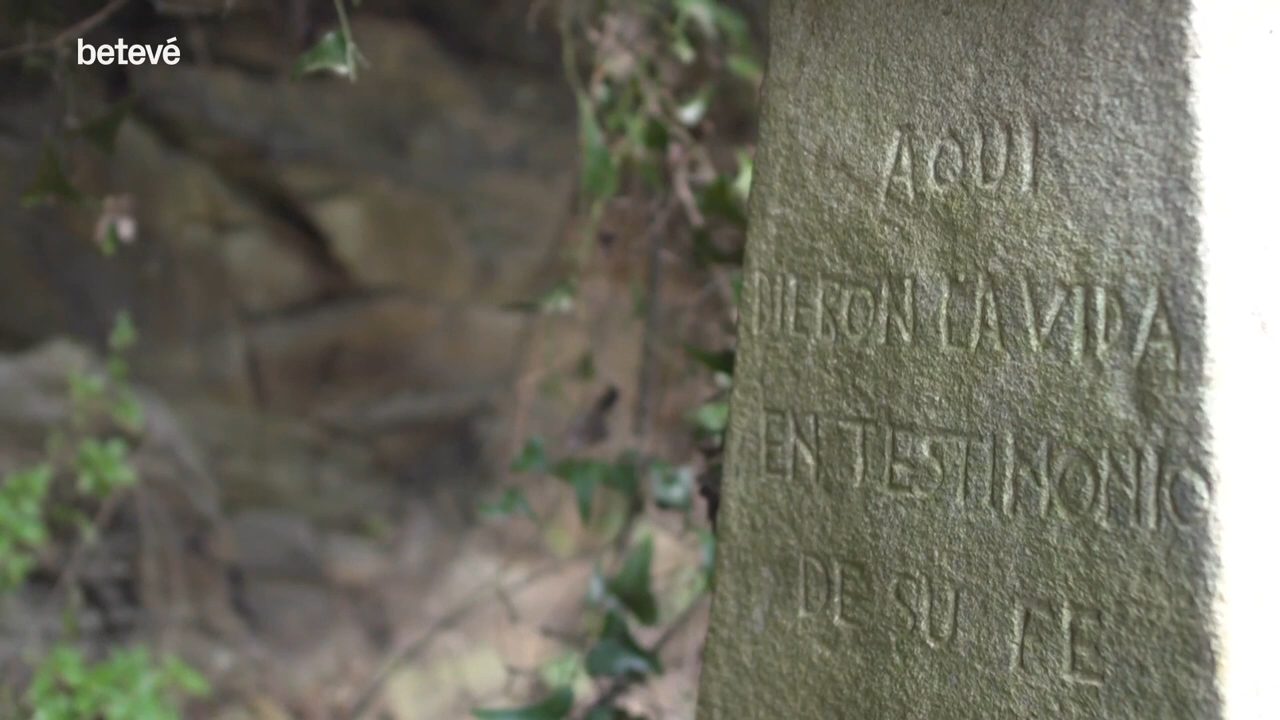 betevé
AQUI
DIERON LA VIDA
EN TESTIMONIO
DE SU FE